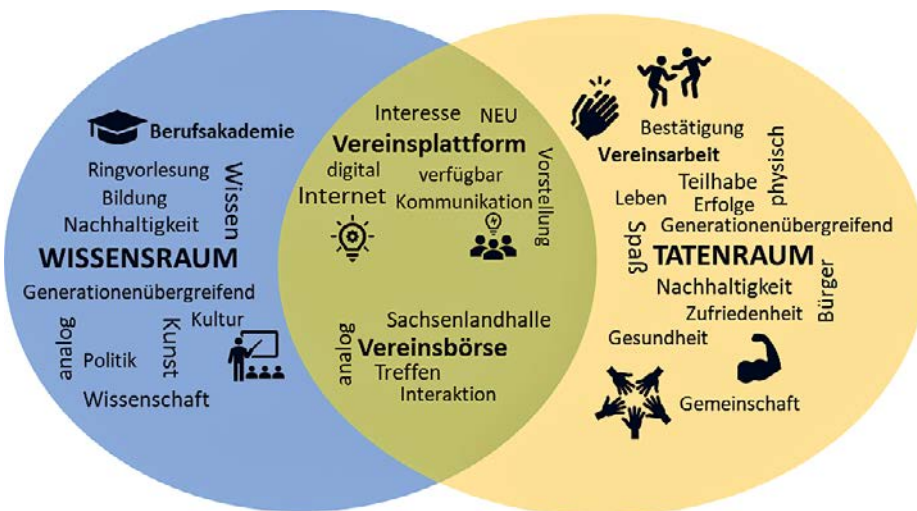 Berufsakademie
Ringvorlesung
Wissen
Bildung
Nachhaltigkeit
WISSENSRAUM
Generationenübergreifend
Kultur
analog
Kunst
Politik
Wissenschaft
Interesse NEU
Vereinsplattform
digital verfügbar
Vorstellung
Internet Kommunikation
Sachsenlandhalle
analog
Vereinsbörse
Treffen
Interaktion
Bestätigung
physisch
Vereinsarbeit
Teilhabe
Leben Erfolge
Generationenübergreifend
Spaß
TATENRAUM
Nachhaltigkeit
Bürger
Zufriedenheit
Gesundheit
Gemeinschaft